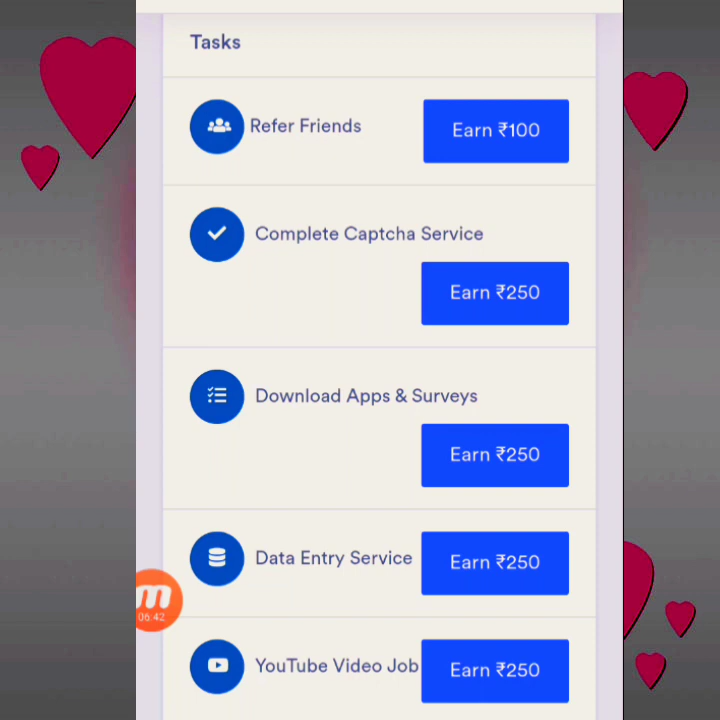 Tasks
Refer Friends
Earn ₹100
Complete Captcha Service
Earn ₹250
Download Apps & Surveys
Earn ₹250
Data Entry Service
Earn ₹250
m
06:42
YouTube Video Job
Earn ₹250